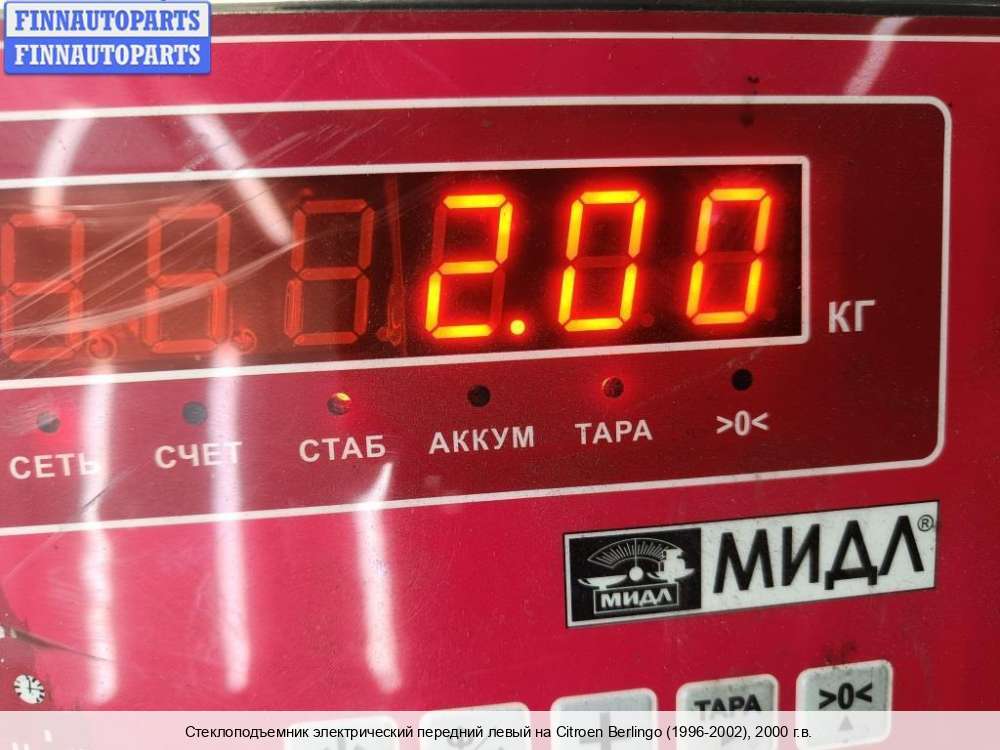 FINNAUTOPARTS
FINNAUTOPARTS
2.00
КГ
СЕТЬ СЧЕТ СТАБ АККУМ ТАРА >0<
МИДЛ®
МИДЛ
ТАРА >0<
Стеклоподъемник электрический передний левый на Citroen Berlingo (1996-2002), 2000 г.в.